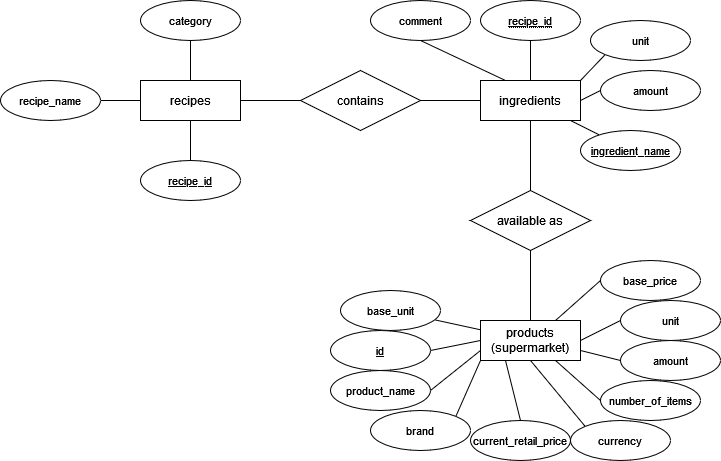 category
comment
recipe_id
unit
recipe_name
recipes
contains
ingredients
amount
ingredient_name
recipe_id
available as
base_price
base_unit
unit
products
(supermarket)
id
amount
product_name
number_of_items
brand
current_retail_price
currency